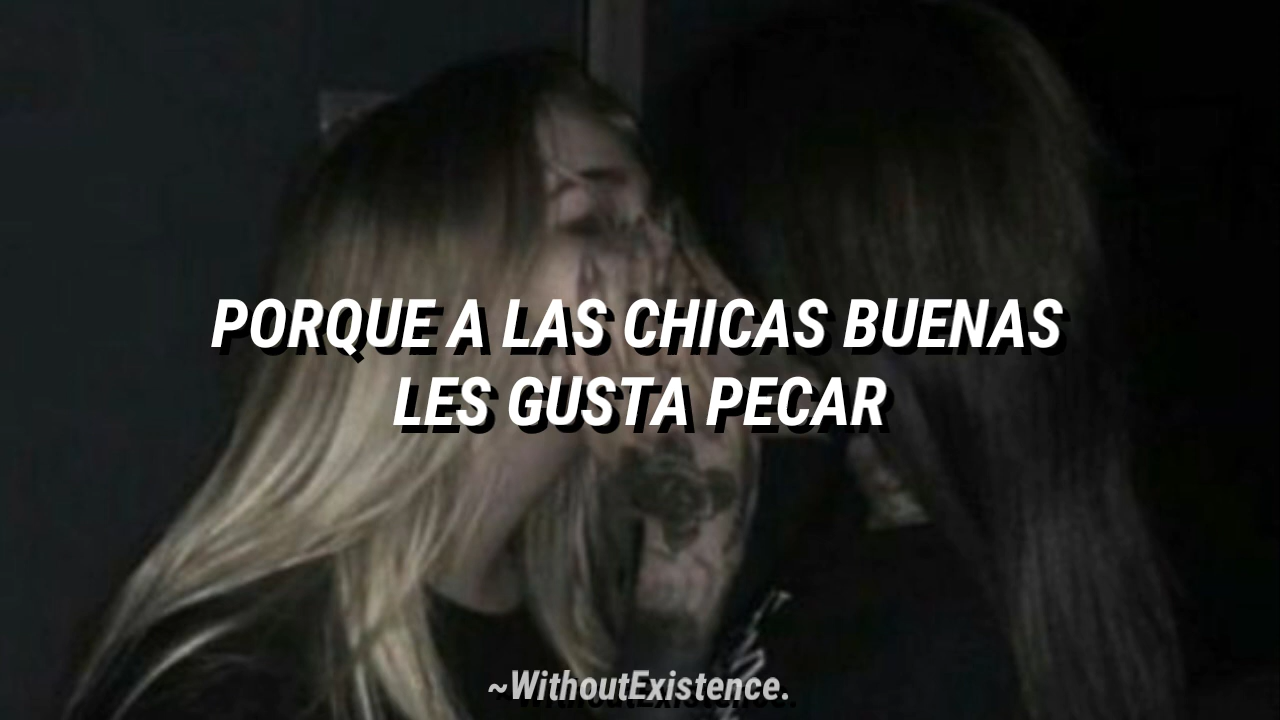 PORQUE A LAS CHICAS BUENAS
LES GUSTA PECAR
~WithoutExistence.